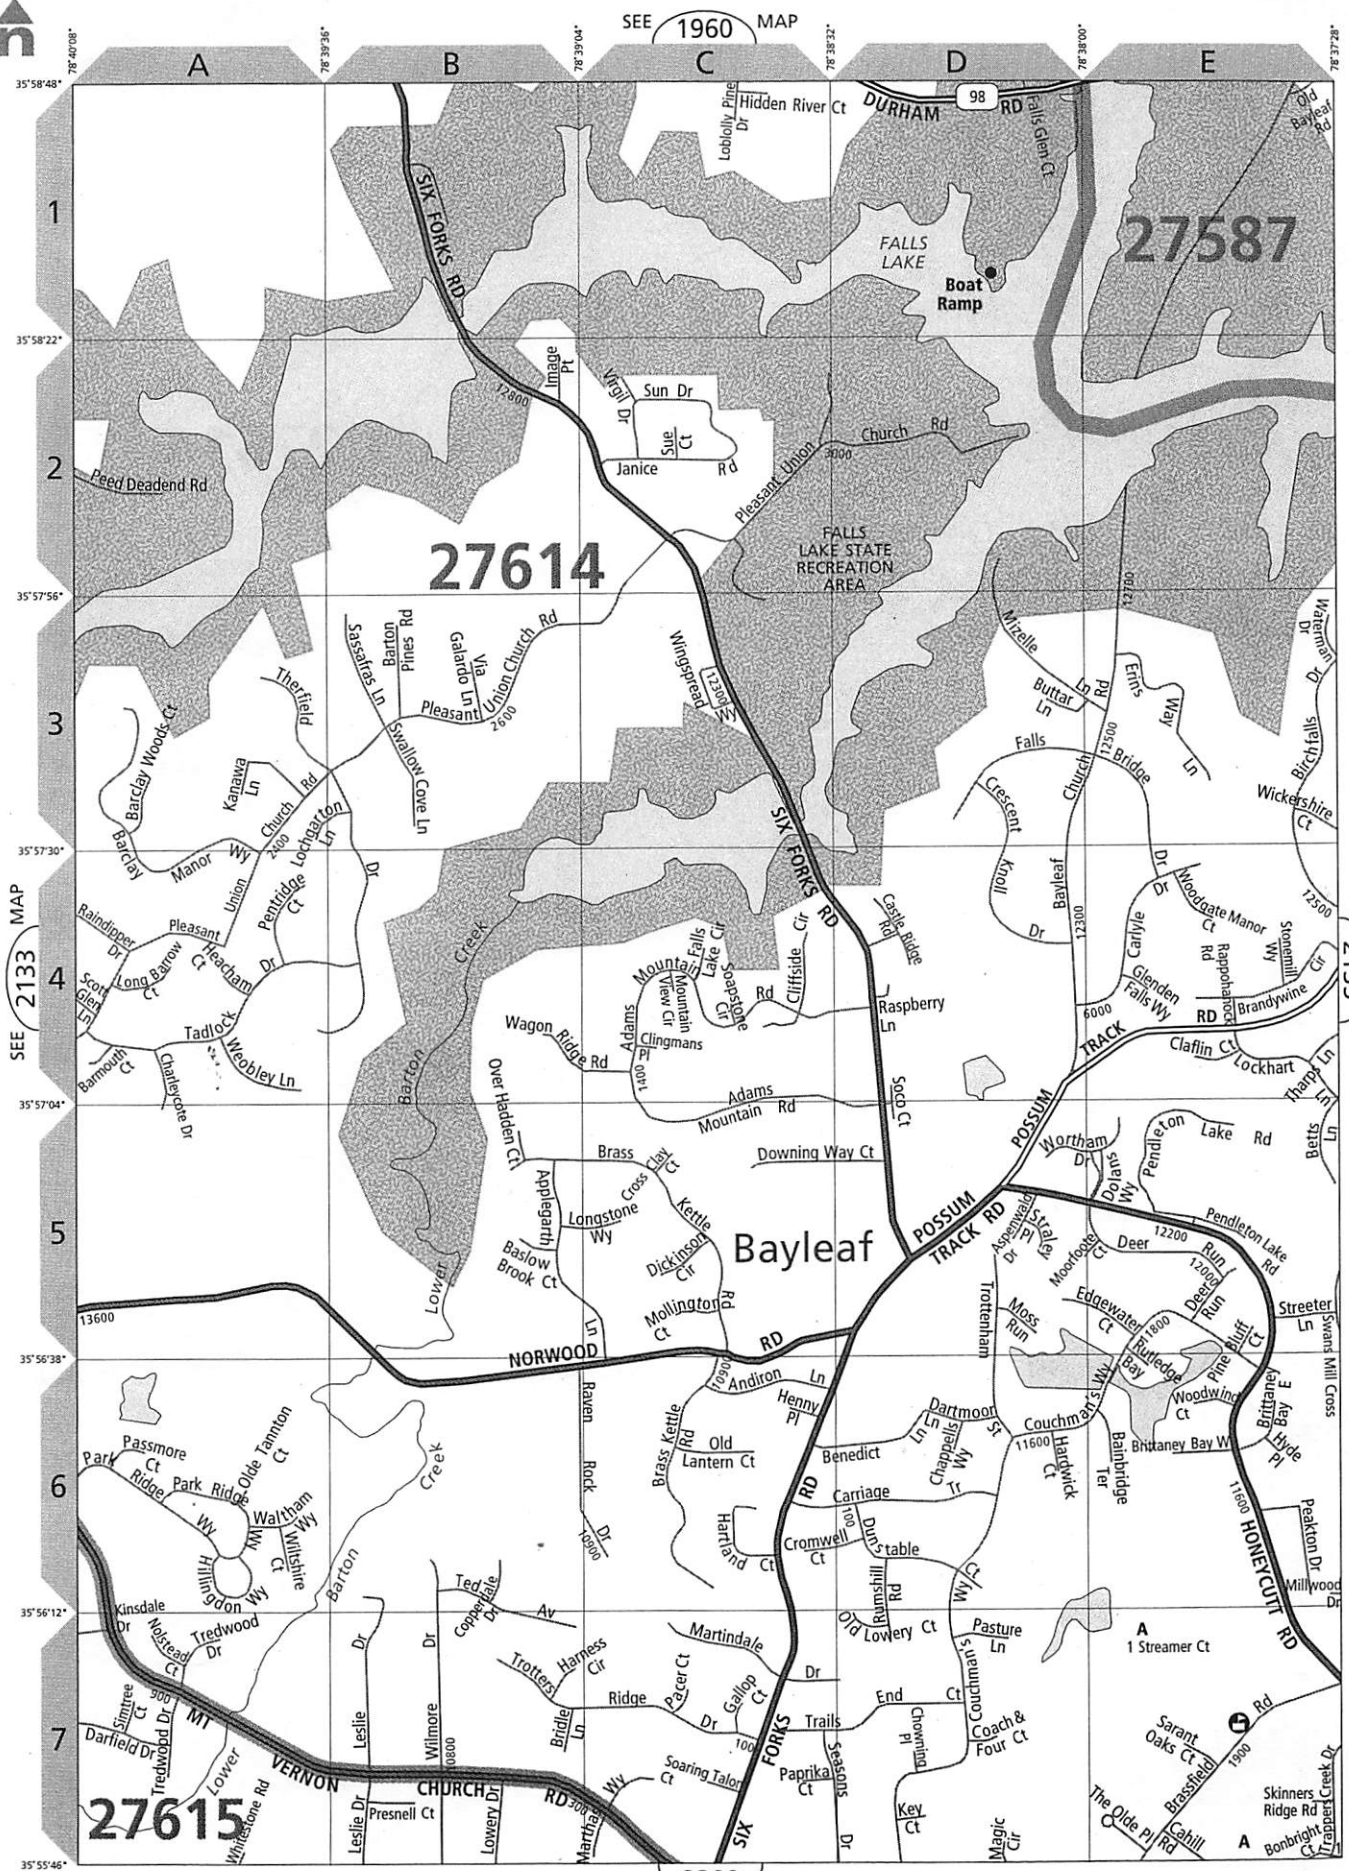 n
SEE 1960 MAP
78°40'08"
78°39'36"
78°39'04"
78°38'32"
78°38'00"
78°37'28"
A B C D E
35°58'48"
Loblolly Pine Dr
Hidden River Ct
DURHAM RD
98
Falls Glen Ct
Old Bayleaf Rd
1
SIX FORKS RD
FALLS
LAKE
Boat
Ramp
27587
35°58'22"
Image Pt
12800
Virgil Dr
Sun Dr
Sue Ct
Janice Rd
Pleasant Union Church Rd
3000
2
Peed Deadend Rd
27614
FALLS
LAKE STATE
RECREATION
AREA
35°57'56"
12700
Waterman Dr
Mizelle Ln
Sassafras Ln
Barton Pines Rd
Via Galardo Ln
Pleasant Union Church Rd
2600
Wingspread Wy
12300
Buttar Ln
Erins Way Ln
Therfield
3
Barclay Woods Ct
Swallow Cove Ln
Kanawa Ln
Church Rd
2400
Lochgarton Ln
Falls Bridge Dr
12500
Church Rd
Birchfalls Dr
Wickershire Ct
Crescent Knoll Dr
Barclay Manor Wy
35°57'30"
SIX FORKS RD
Bayleaf
12300
12500
SEE 2133 MAP
Raindipper Dr
Pleasant Union
Pentridge Ct
Dr
Heacham Ct
Long Barrow Ct
Scott Glen Ln
4
Creek
Barton
Castle Ridge Rd
Falls Lake Cir
Cliffside Cir
Mountain
Mountain View Cir
Soapstone Cir
Rd
Raspberry Ln
Carlyle Dr
Woodgate Manor Ct
Stonemill Wy
Rappohanock Rd
Glenden Falls Wy
Brandywine Cir
6000
Tadlock Dr
Weobley Ln
Barmouth Ct
Charleycote Dr
Wagon Ridge Rd
Adams
Clingmans Pl
1400
POSSUM TRACK RD
Claflin Ct
Lockhart Ln
Tharps Ln
35°57'04"
Over Hadden Ct
Adams Mountain Rd
Soco Ct
Downing Way Ct
Wortham Dr
Dolans Wy
Pendleton Lake Rd
Betts Ln
5
Brass Kettle Rd
Cross Clay Ct
Applegarth Ln
Longstone Wy
Baslow Brook Ct
Dickinson Cir
Mollington Ct
Bayleaf
POSSUM
TRACK RD
Aspenwald Dr
Straley Pl
Moorfoote Ct
Deer Run
12200
12000
Deer Run
Pendleton Lake Rd
Lower
13600
Trottenham
Moss Run
Edgewater Ct
11800
Rutledge Bay
Pine Bluff Ct
Streeter Ln
Swans Mill Cross
35°56'38"
NORWOOD RD
10900
Andiron Ln
Henny Pl
Woodwind Ct
Brittaney Bay E
Brittaney Bay W
Hyde Pl
Passmore Ct
Olde Tannton Ct
Park Ridge Wy
Park Ridge Wy
Waltham Wy
Wiltshire Ct
Hillingdon Wy
6
Creek
Barton
Raven Rock Dr
10900
Brass Kettle Rd
Old Lantern Ct
Hartland Ct
RD
Benedict Ln
Dartmoor Ln
St
Chappells Wy
Couchman's Wy
11600
Hardwick Ct
Bainbridge Ter
Carriage Tr
100
Cromwell Ct
Dunstable Ct
Rumshill Rd
Old Lowery Ct
11600
HONEYCUTT RD
Peakton Dr
Millwood Dr
35°56'12"
Kinsdale Dr
Nolstead Ct
Tredwood Dr
Ted Av
Copperdale Dr
Martindale Dr
Pasture Ln
Couchman's Wy
A
1 Streamer Ct
7
Simtree Ct
Darfield Dr
Tredwood Dr
900
Leslie Dr
Wilmore Dr
10800
Trotters Ridge Dr
Harness Cir
Bridle Ln
Pacer Ct
Gallop Ct
100
Trails End Ct
Chowning Pl
Coach & Four Ct
Seasons Dr
Paprika Ct
Soaring Talon Ct
MT VERNON CHURCH RD
300
Martha Wy
SIX FORKS
Key Ct
Magic Cir
Sarant Oaks Ct
Brassfield Rd
1900
The Olde Pl
Cahill Rd
Skinners Ridge Rd
Trappers Creek Dr
A Bonbright Ct
27615
Lower
Whitestone Rd
Leslie Dr
Presnell Ct
Lowery Dr
35°55'46"